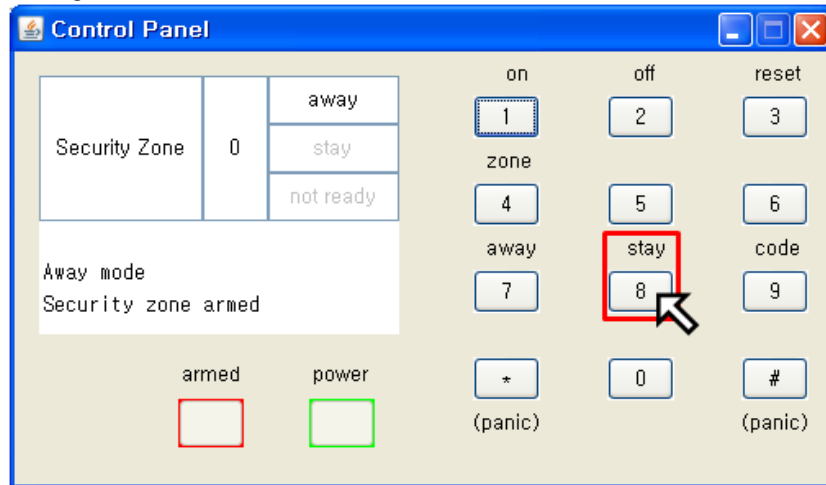 Control Panel
Security Zone 0 away
stay
not ready
Away mode
Security zone armed
armed power
on off reset
1 2 3
zone
4 5 6
away stay code
7 8 9
* 0 #
(panic) (panic)